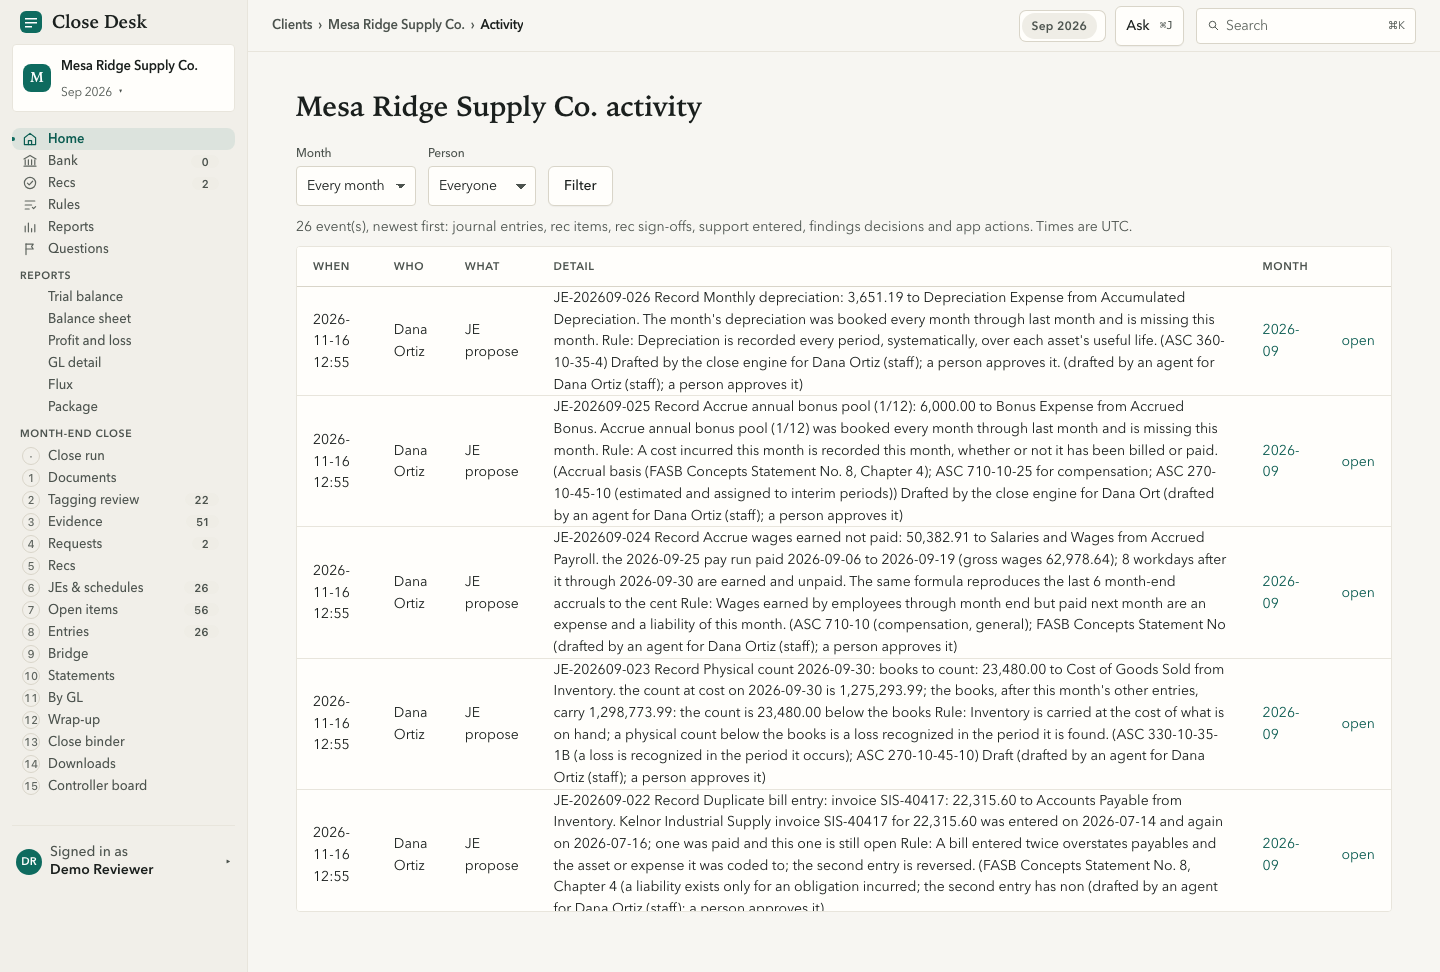 Close Desk
M
Mesa Ridge Supply Co.
Sep 2026
Home
Bank 0
Recs 2
Rules
Reports
Questions
REPORTS
Trial balance
Balance sheet
Profit and loss
GL detail
Flux
Package
MONTH-END CLOSE
· Close run
1 Documents
2 Tagging review 22
3 Evidence 51
4 Requests 2
5 Recs
6 JEs & schedules 26
7 Open items 56
8 Entries 26
9 Bridge
10 Statements
11 By GL
12 Wrap-up
13 Close binder
14 Downloads
15 Controller board
DR
Signed in as
Demo Reviewer
Clients › Mesa Ridge Supply Co. › Activity
Sep 2026
Ask ⌘J
Search ⌘K
Mesa Ridge Supply Co. activity
Month
Every month
Person
Everyone
Filter
26 event(s), newest first: journal entries, rec items, rec sign-offs, support entered, findings decisions and app actions. Times are UTC.
WHEN WHO WHAT DETAIL MONTH
2026-
11-16
12:55
Dana
Ortiz
JE
propose
JE-202609-026 Record Monthly depreciation: 3,651.19 to Depreciation Expense from Accumulated
Depreciation. The month's depreciation was booked every month through last month and is missing this
month. Rule: Depreciation is recorded every period, systematically, over each asset's useful life. (ASC 360-
10-35-4) Drafted by the close engine for Dana Ortiz (staff); a person approves it. (drafted by an agent for
Dana Ortiz (staff); a person approves it)
2026-
09
open
2026-
11-16
12:55
Dana
Ortiz
JE
propose
JE-202609-025 Record Accrue annual bonus pool (1/12): 6,000.00 to Bonus Expense from Accrued
Bonus. Accrue annual bonus pool (1/12) was booked every month through last month and is missing this
month. Rule: A cost incurred this month is recorded this month, whether or not it has been billed or paid.
(Accrual basis (FASB Concepts Statement No. 8, Chapter 4); ASC 710-10-25 for compensation; ASC 270-
10-45-10 (estimated and assigned to interim periods)) Drafted by the close engine for Dana Ort (drafted
by an agent for Dana Ortiz (staff); a person approves it)
2026-
09
open
2026-
11-16
12:55
Dana
Ortiz
JE
propose
JE-202609-024 Record Accrue wages earned not paid: 50,382.91 to Salaries and Wages from Accrued
Payroll. the 2026-09-25 pay run paid 2026-09-06 to 2026-09-19 (gross wages 62,978.64); 8 workdays after
it through 2026-09-30 are earned and unpaid. The same formula reproduces the last 6 month-end
accruals to the cent Rule: Wages earned by employees through month end but paid next month are an
expense and a liability of this month. (ASC 710-10 (compensation, general); FASB Concepts Statement No
(drafted by an agent for Dana Ortiz (staff); a person approves it)
2026-
09
open
2026-
11-16
12:55
Dana
Ortiz
JE
propose
JE-202609-023 Record Physical count 2026-09-30: books to count: 23,480.00 to Cost of Goods Sold from
Inventory. the count at cost on 2026-09-30 is 1,275,293.99; the books, after this month's other entries,
carry 1,298,773.99: the count is 23,480.00 below the books Rule: Inventory is carried at the cost of what is
on hand; a physical count below the books is a loss recognized in the period it is found. (ASC 330-10-35-
1B (a loss is recognized in the period it occurs); ASC 270-10-45-10) Draft (drafted by an agent for Dana
Ortiz (staff); a person approves it)
2026-
09
open
2026-
11-16
12:55
Dana
Ortiz
JE
propose
JE-202609-022 Record Duplicate bill entry: invoice SIS-40417: 22,315.60 to Accounts Payable from
Inventory. Kelnor Industrial Supply invoice SIS-40417 for 22,315.60 was entered on 2026-07-14 and again
on 2026-07-16; one was paid and this one is still open Rule: A bill entered twice overstates payables and
the asset or expense it was coded to; the second entry is reversed. (FASB Concepts Statement No. 8,
Chapter 4 (a liability exists only for an obligation incurred; the second entry has non (drafted by an agent
for Dana Ortiz (staff); a person approves it)
2026-
09
open